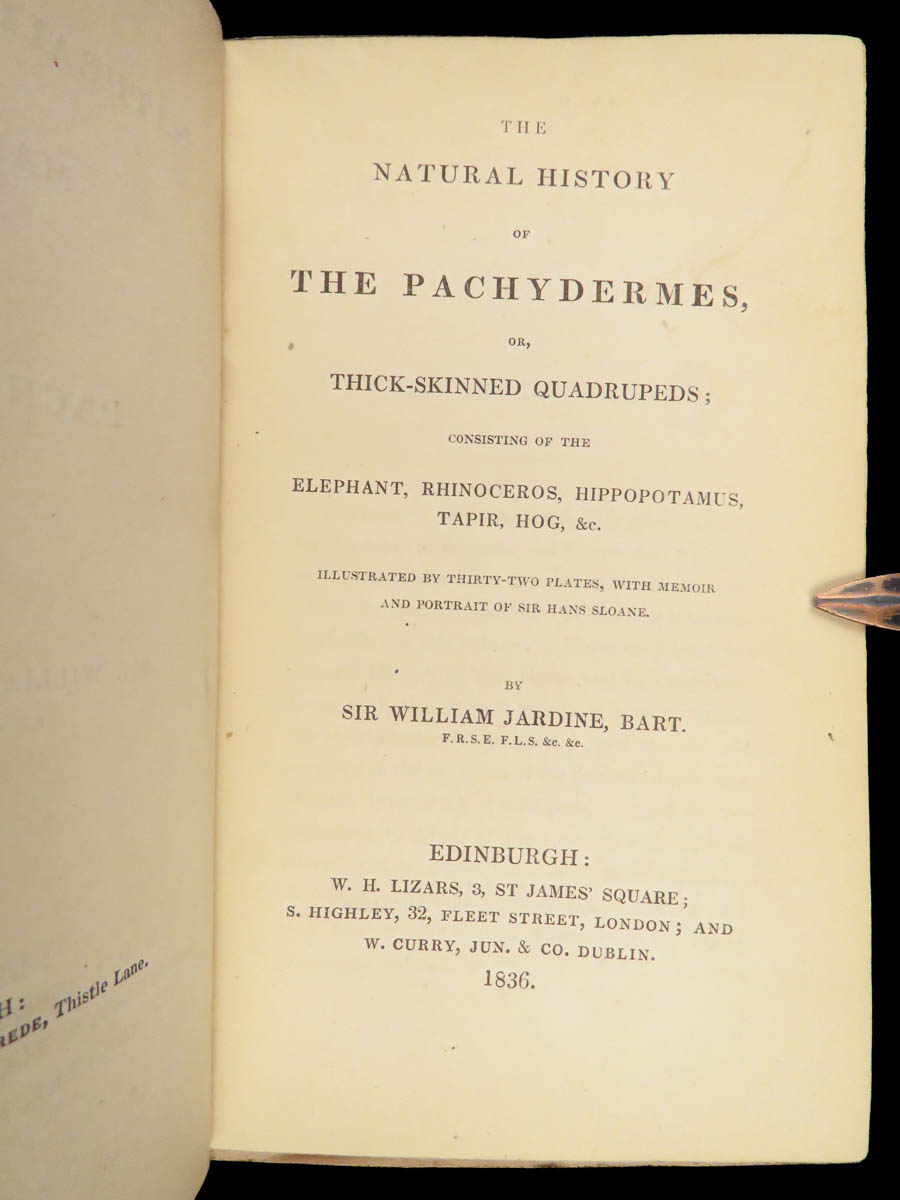 H:
REDE, Thistle Lane.
THE
NATURAL HISTORY
OF
THE PACHYDERMES,
OR,
THICK-SKINNED QUADRUPEDS;
CONSISTING OF THE
ELEPHANT, RHINOCEROS, HIPPOPOTAMUS,
TAPIR, HOG, &c.
ILLUSTRATED BY THIRTY-TWO PLATES, WITH MEMOIR
AND PORTRAIT OF SIR HANS SLOANE.
BY
SIR WILLIAM JARDINE, BART.
F.R.S.E. F.L.S. &c. &c.
EDINBURGH:
W. H. LIZARS, 3, ST JAMES' SQUARE;
S. HIGHLEY, 32, FLEET STREET, LONDON; AND
W. CURRY, JUN. & CO. DUBLIN.
1836.